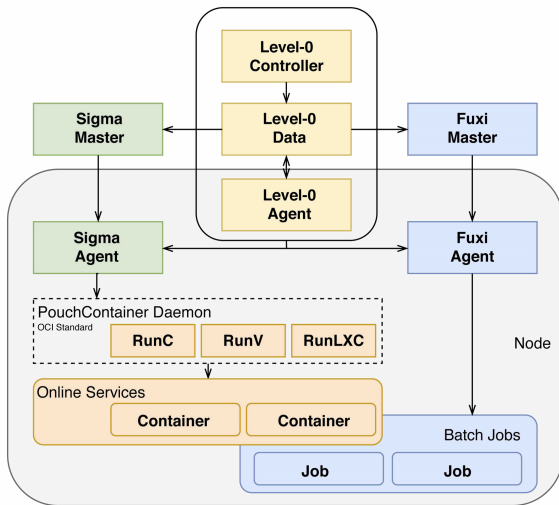 Level-0
Controller
Sigma
Master
Level-0
Data
Fuxi
Master
Level-0
Agent
Sigma
Agent
Fuxi
Agent
PouchContainer Daemon
OCI Standard
RunC
RunV
RunLXC
Node
Online Services
Container
Container
Batch Jobs
Job
Job